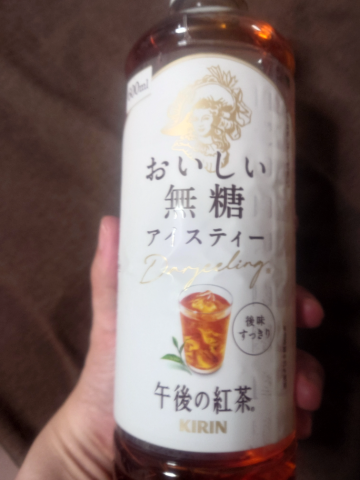 600ml
おいしい
無糖
アイスティー
Darjeeling
後味
すっきり
午後の紅茶®
KIRIN